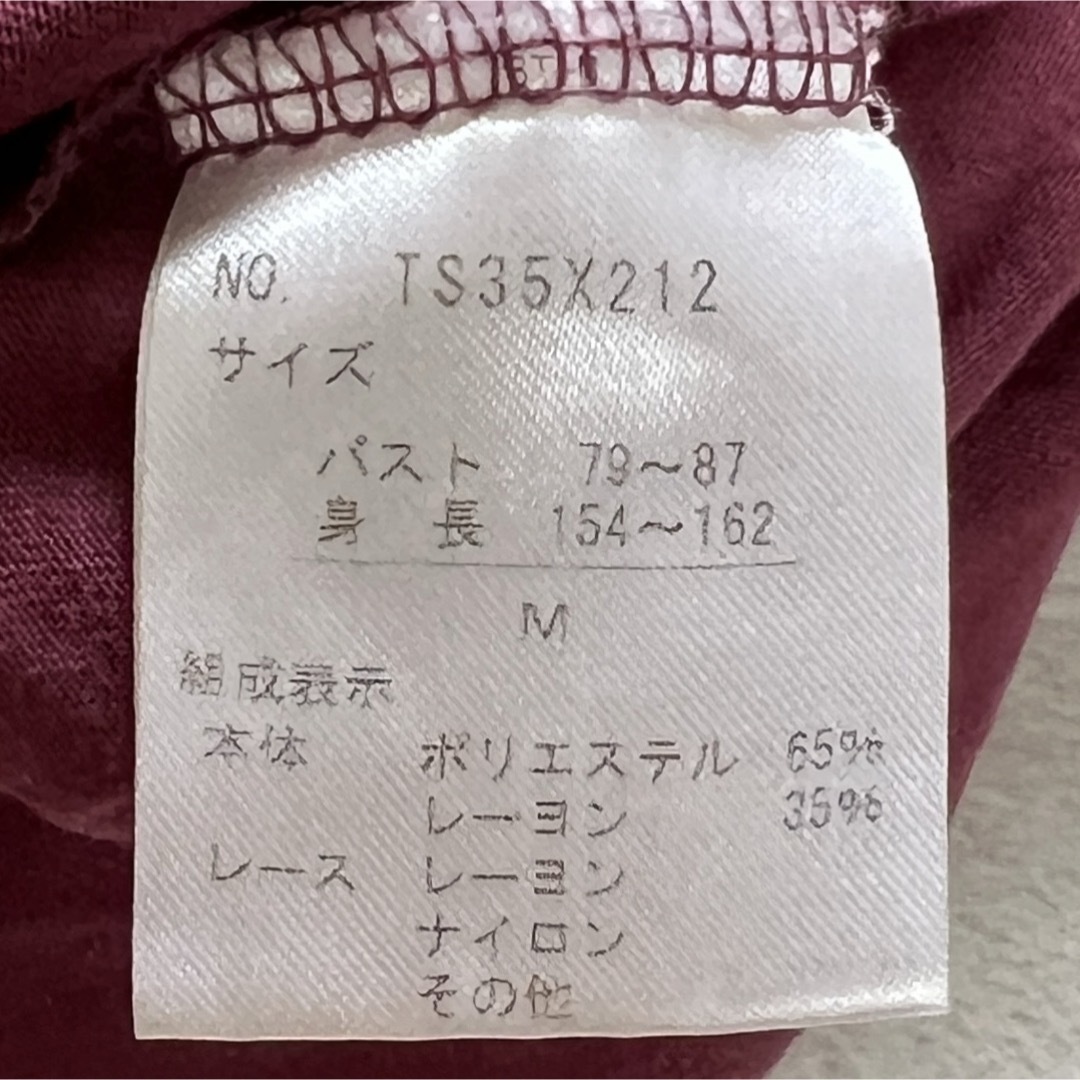 NO. TS35X212
サイズ
バスト 79～87
身長 154～162
M
組成表示
本体 ポリエステル 65%
レーヨン 35%
レース レーヨン
ナイロン
その他